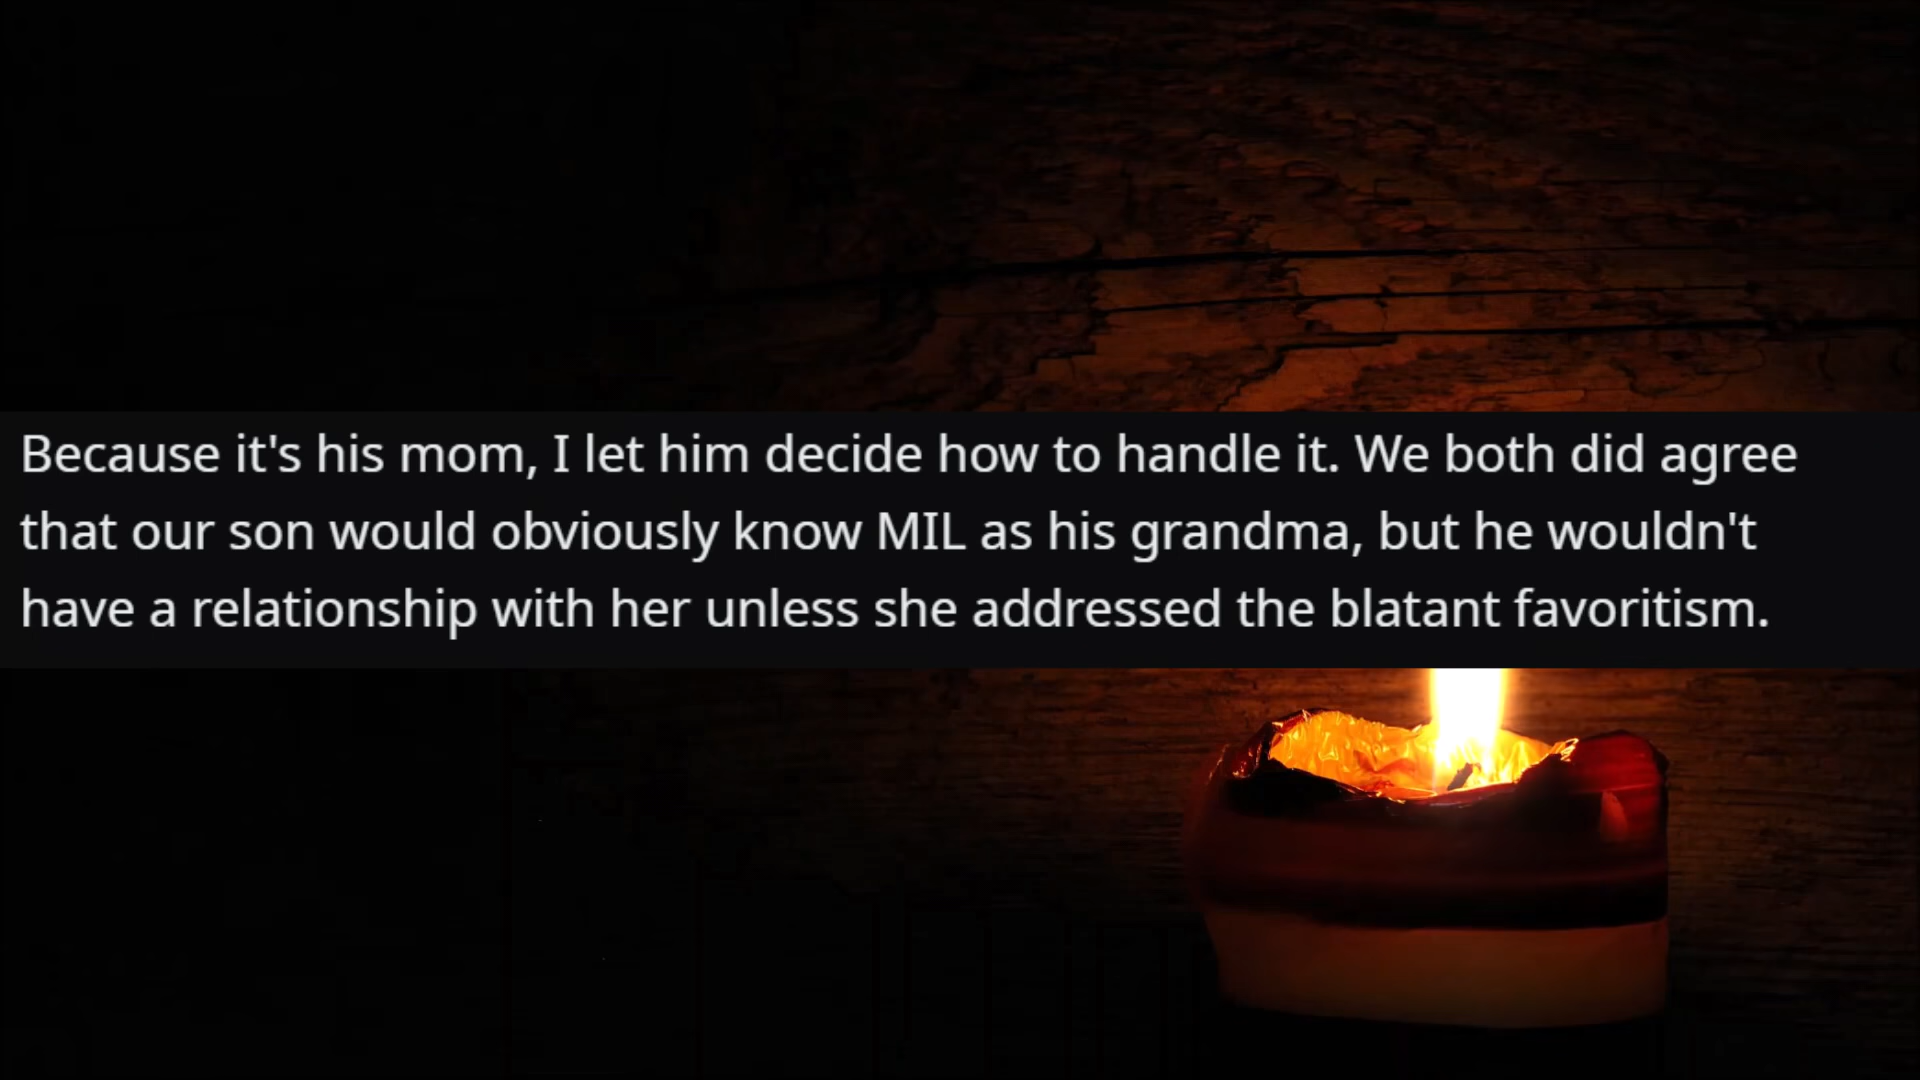 Because it's his mom, I let him decide how to handle it. We both did agree
that our son would obviously know MIL as his grandma, but he wouldn't
have a relationship with her unless she addressed the blatant favoritism.